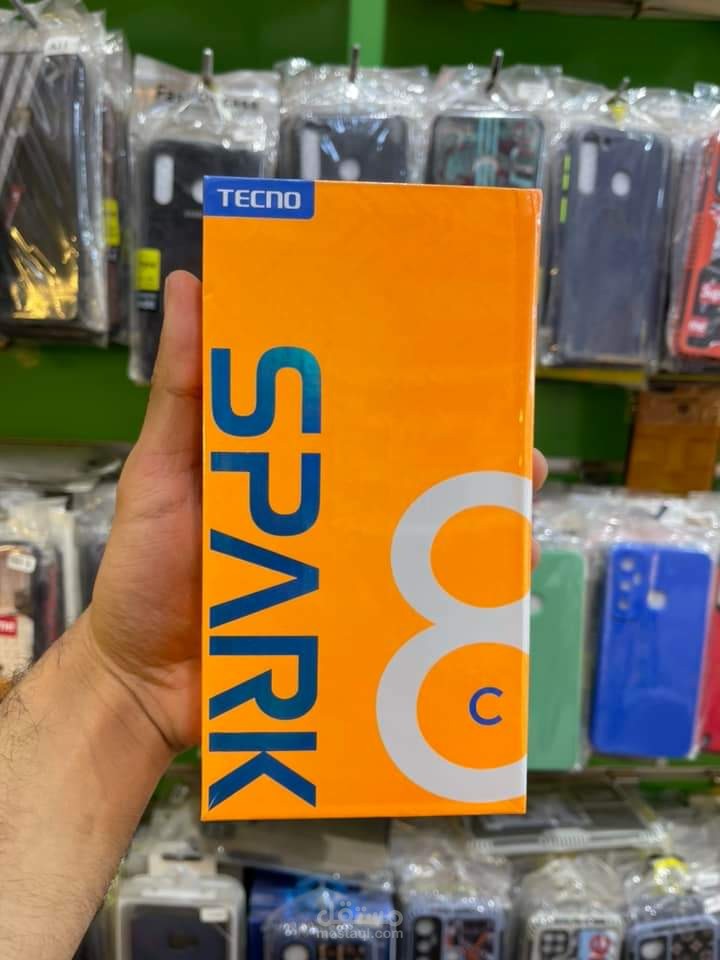 TECNO
SPARK
8
C
مستقل
mostaql.com